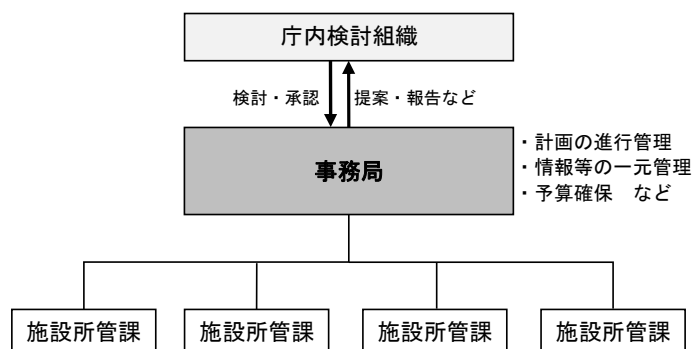 庁内検討組織
検討・承認
提案・報告など
事務局
・計画の進行管理
・情報等の一元管理
・予算確保　など
施設所管課
施設所管課
施設所管課
施設所管課